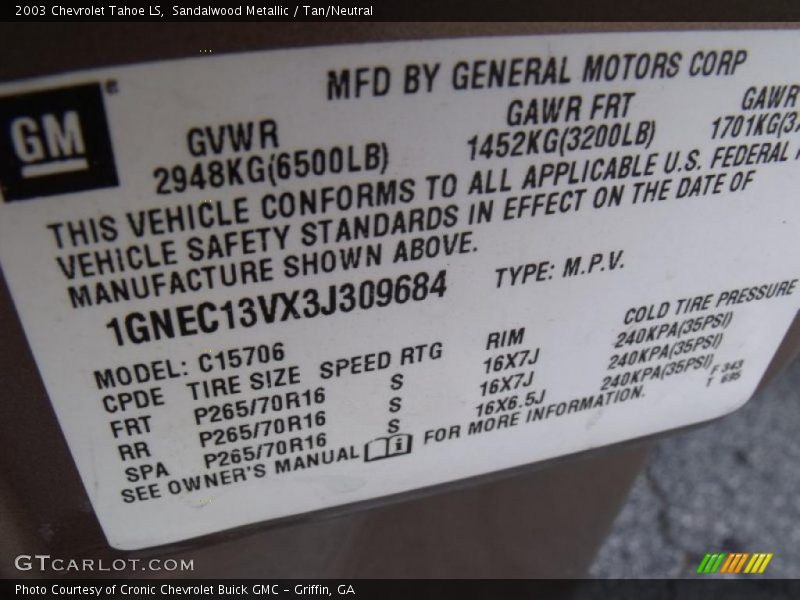 2003 Chevrolet Tahoe LS, Sandalwood Metallic / Tan/Neutral
MFD BY GENERAL MOTORS CORP
GM®
GVWR GAWR FRT GAWR
2948KG(6500LB) 1452KG(3200LB) 1701KG(3
THIS VEHICLE CONFORMS TO ALL APPLICABLE U.S. FEDERAL
VEHICLE SAFETY STANDARDS IN EFFECT ON THE DATE OF
MANUFACTURE SHOWN ABOVE.
1GNEC13VX3J309684 TYPE: M.P.V.
MODEL: C15706
CPDE TIRE SIZE SPEED RTG RIM COLD TIRE PRESSURE
FRT P265/70R16 S 16X7J 240KPA(35PSI)
RR P265/70R16 S 16X7J 240KPA(35PSI)
SPA P265/70R16 S 16X6.5J 240KPA(35PSI)
SEE OWNER'S MANUAL FOR MORE INFORMATION.
F 343
T 695
GTCARLOT.COM
Photo Courtesy of Cronic Chevrolet Buick GMC – Griffin, GA